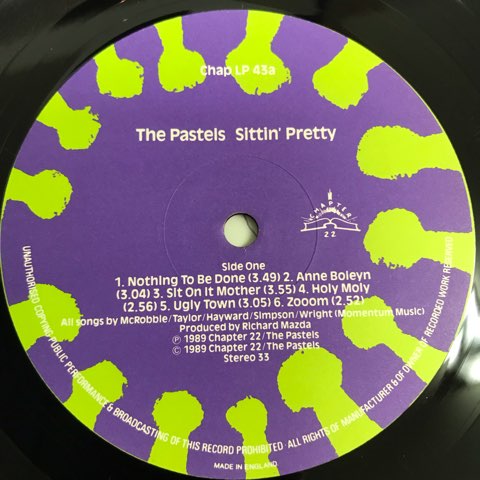 Chap LP 43a
The Pastels Sittin' Pretty
CHAPTER
22
Side One
1. Nothing To Be Done (3.49) 2. Anne Boleyn
(3.04) 3. Sit On It Mother (3.55) 4. Holy Moly
(2.56) 5. Ugly Town (3.05) 6. Zooom (2.52)
All songs by McRobbie/Taylor/Hayward/Simpson/Wright (Momentum Music)
Produced by Richard Mazda
℗ 1989 Chapter 22/The Pastels
© 1989 Chapter 22/The Pastels
Stereo 33
UNAUTHORISED COPYING PUBLIC PERFORMANCE & BROADCASTING OF THIS RECORD PROHIBITED·ALL RIGHTS OF MANUFACTURER & OF OWNER OF RECORDED WORK RESERVED
MADE IN ENGLAND